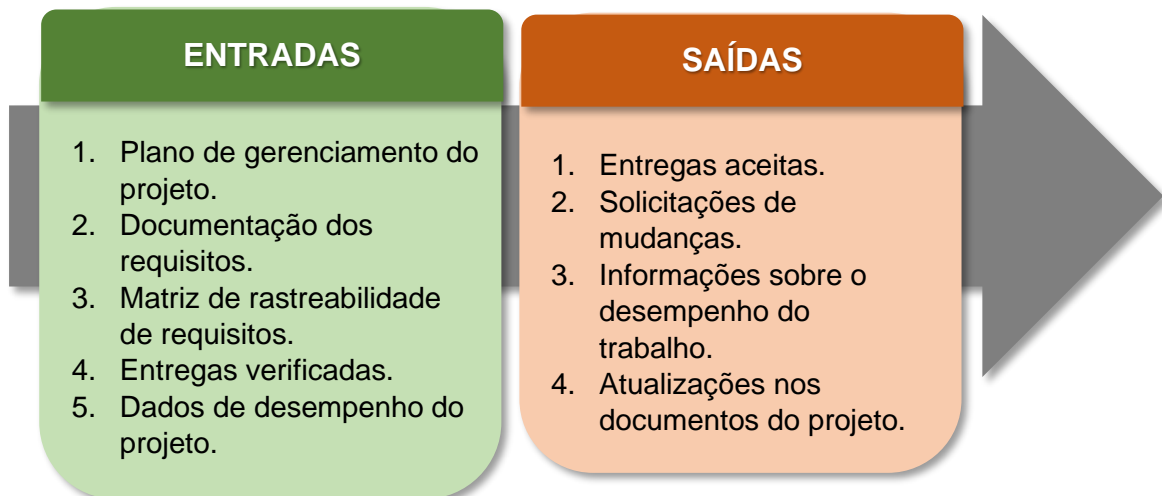 ENTRADAS
1. Plano de gerenciamento do
projeto.
2. Documentação dos
requisitos.
3. Matriz de rastreabilidade
de requisitos.
4. Entregas verificadas.
5. Dados de desempenho do
projeto.
SAÍDAS
1. Entregas aceitas.
2. Solicitações de
mudanças.
3. Informações sobre o
desempenho do
trabalho.
4. Atualizações nos
documentos do projeto.